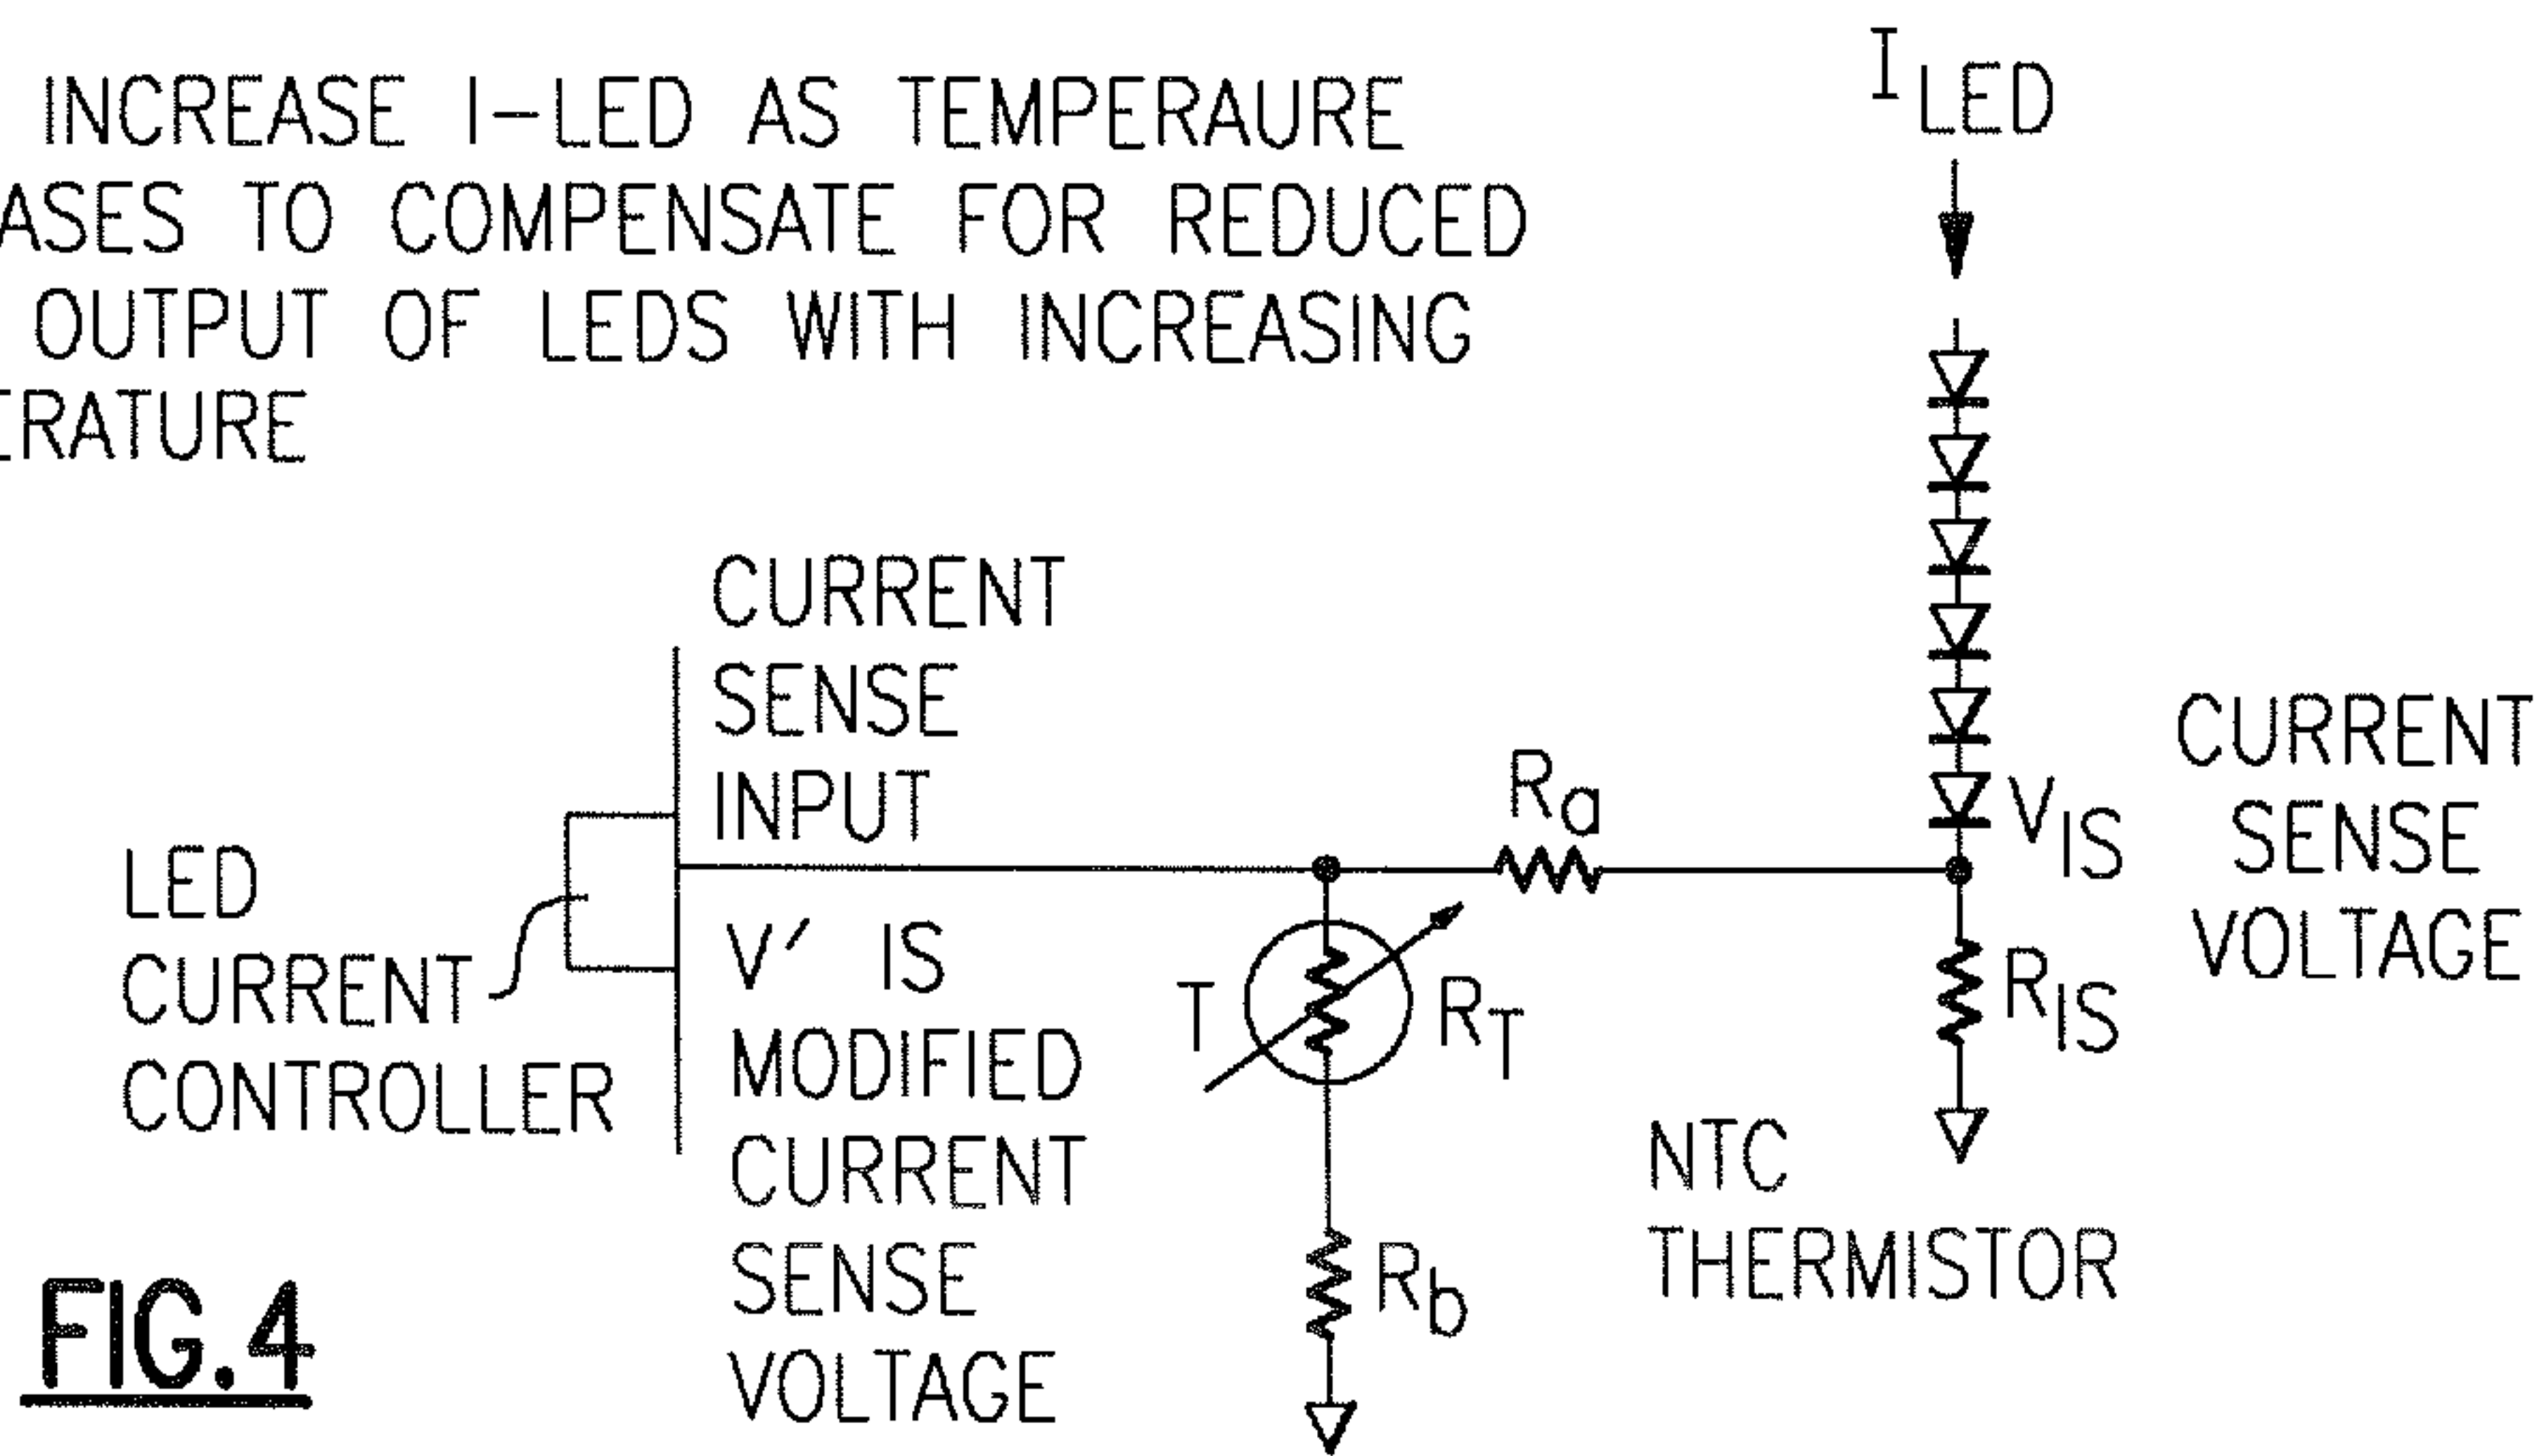 INCREASE I-LED AS TEMPERAURE
ASES TO COMPENSATE FOR REDUCED
OUTPUT OF LEDS WITH INCREASING
ERATURE
I LED
CURRENT
SENSE
INPUT
LED
CURRENT
CONTROLLER
V′ IS
MODIFIED
CURRENT
SENSE
VOLTAGE
Ra
T
RT
Rb
VIS
RIS
CURRENT
SENSE
VOLTAGE
NTC
THERMISTOR
FIG.4